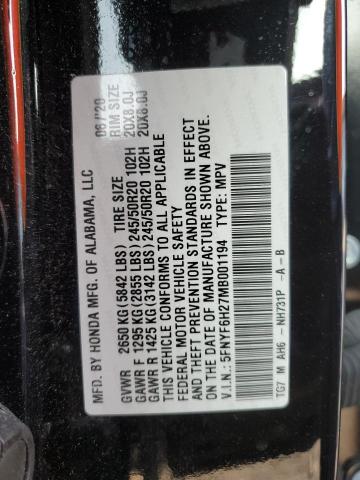 MFD. BY HONDA MFG. OF ALABAMA, LLC 06/'20
TIRE SIZE RIM SIZE
GVWR 2650 KG(5842 LBS)
GAWR F 1295 KG(2855 LBS) 245/50R20 102H 20X8.0J
GAWR R 1425 KG(3142 LBS) 245/50R20 102H 20X8.0J
THIS VEHICLE CONFORMS TO ALL APPLICABLE
FEDERAL MOTOR VEHICLE SAFETY
AND THEFT PREVENTION STANDARDS IN EFFECT
ON THE DATE OF MANUFACTURE SHOWN ABOVE.
V.I.N.: 5FNYF6H27MB001194 TYPE: MPV
TG7 M AH6 - NH731P -A -B